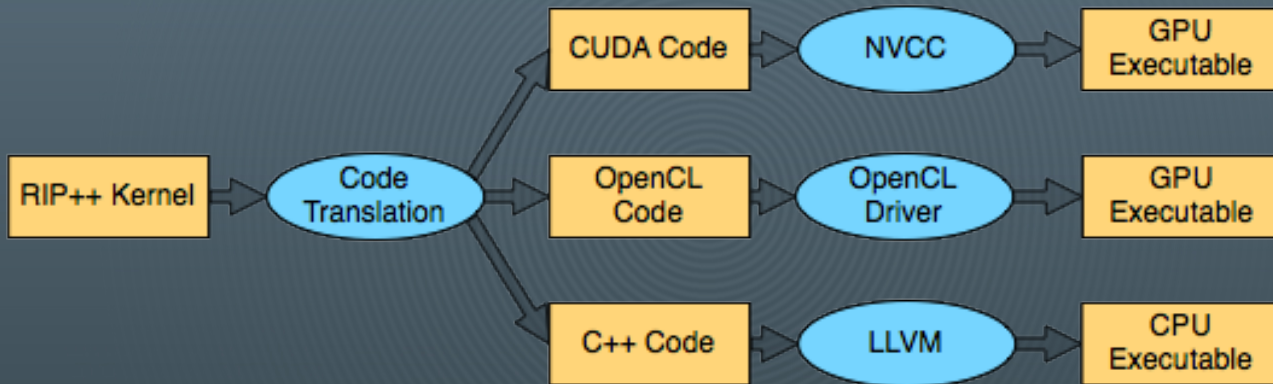 CUDA Code
NVCC
GPU
Executable
RIP++ Kernel
Code
Translation
OpenCL
Code
OpenCL
Driver
GPU
Executable
C++ Code
LLVM
CPU
Executable